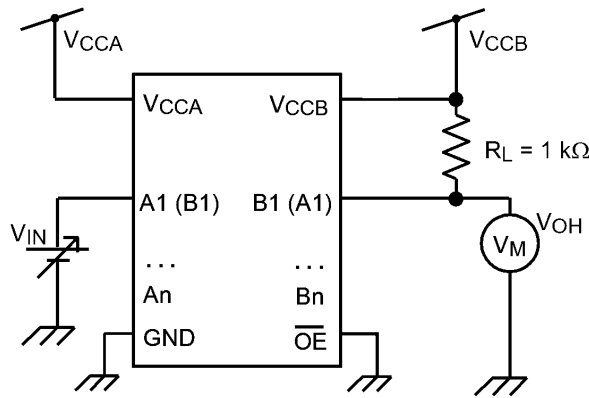 VCCA
VCCB
VCCA VCCB
RL = 1 kΩ
A1 (B1) B1 (A1)
VIN
VOH
VM
... ...
An Bn
GND OE